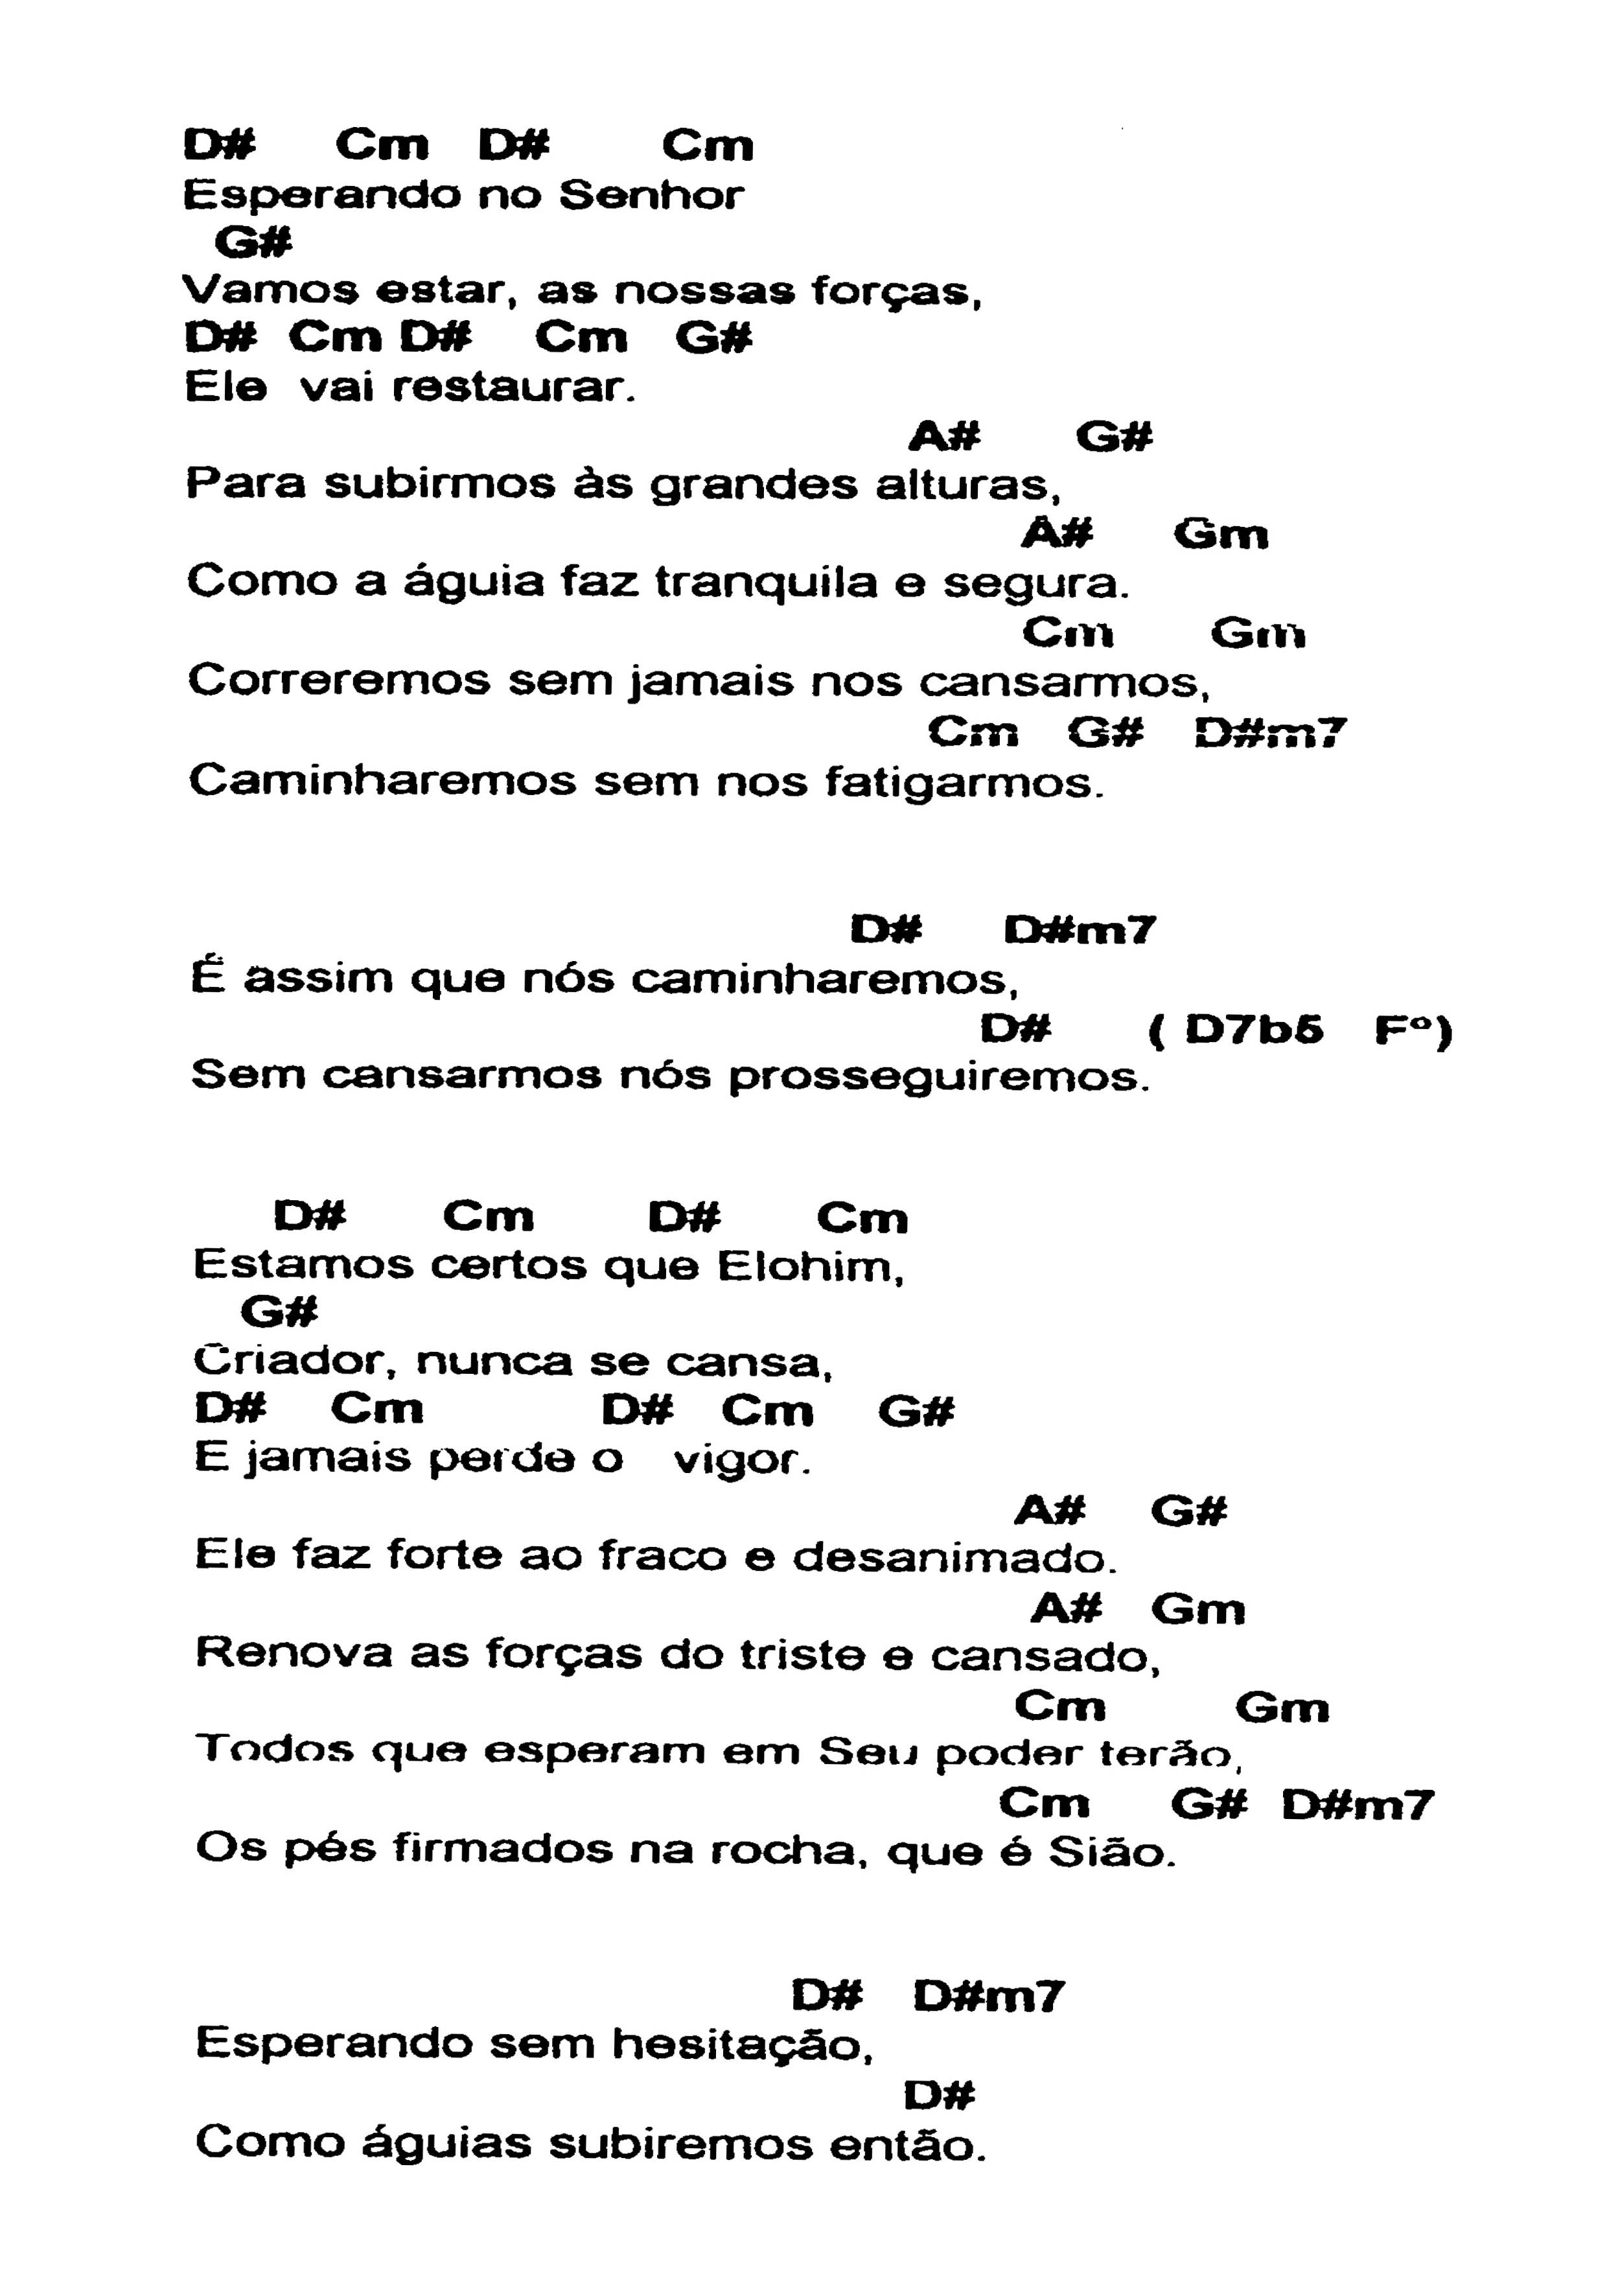 D# Cm D# Cm
Esperando no Senhor
G#
Vamos estar, as nossas forças,
D# Cm D# Cm G#
Ele vai restaurar.
A# G#
Para subirmos às grandes alturas,
A# Gm
Como a águia faz tranquila e segura.
Cm Gm
Correremos sem jamais nos cansarmos,
Cm G# D#m7
Caminharemos sem nos fatigarmos.
D# D#m7
É assim que nós caminharemos,
D# ( D7b5 Fº)
Sem cansarmos nós prosseguiremos.
D# Cm D# Cm
Estamos certos que Elohim,
G#
Criador, nunca se cansa,
D# Cm D# Cm G#
E jamais perde o vigor.
A# G#
Ele faz forte ao fraco e desanimado.
A# Gm
Renova as forças do triste e cansado,
Cm Gm
Todos que esperam em Seu poder terão,
Cm G# D#m7
Os pés firmados na rocha, que é Sião.
D# D#m7
Esperando sem hesitação,
D#
Como águias subiremos então.